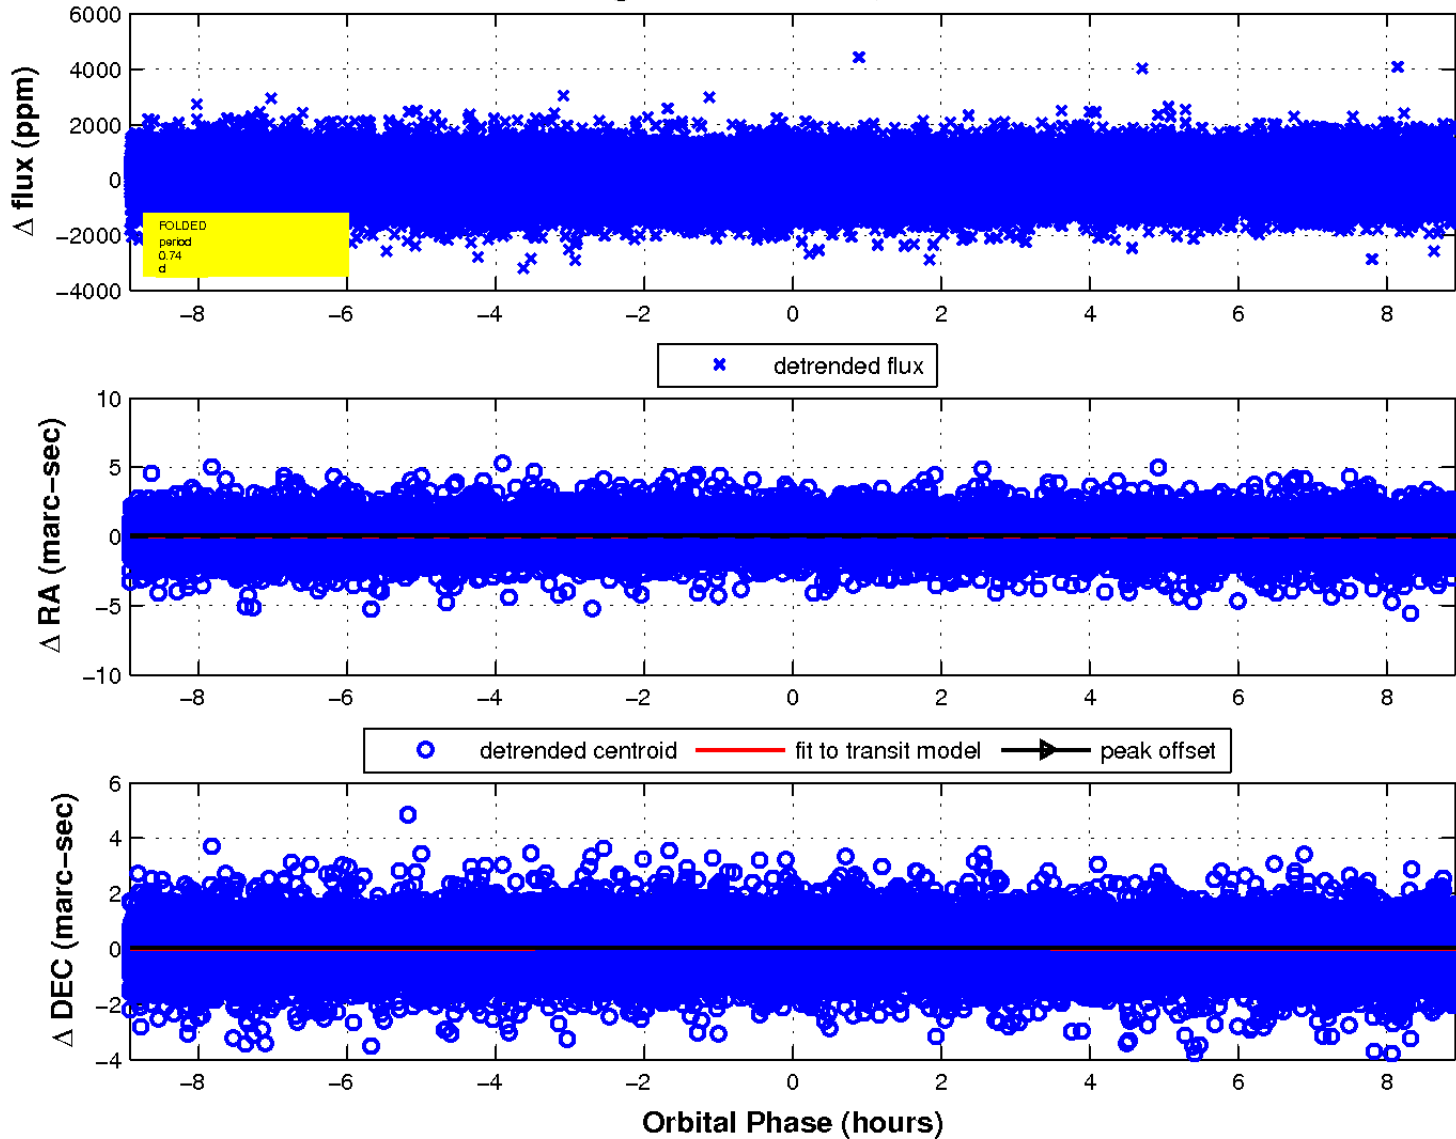 6000
4000
2000
0
−2000
−4000
Δ flux (ppm)
FOLDED
period
0.74
d
−8 −6 −4 −2 0 2 4 6 8
detrended flux
10
5
0
−5
−10
Δ RA (marc−sec)
−8 −6 −4 −2 0 2 4 6 8
detrended centroid fit to transit model peak offset
6
4
2
0
−2
−4
Δ DEC (marc−sec)
−8 −6 −4 −2 0 2 4 6 8
Orbital Phase (hours)